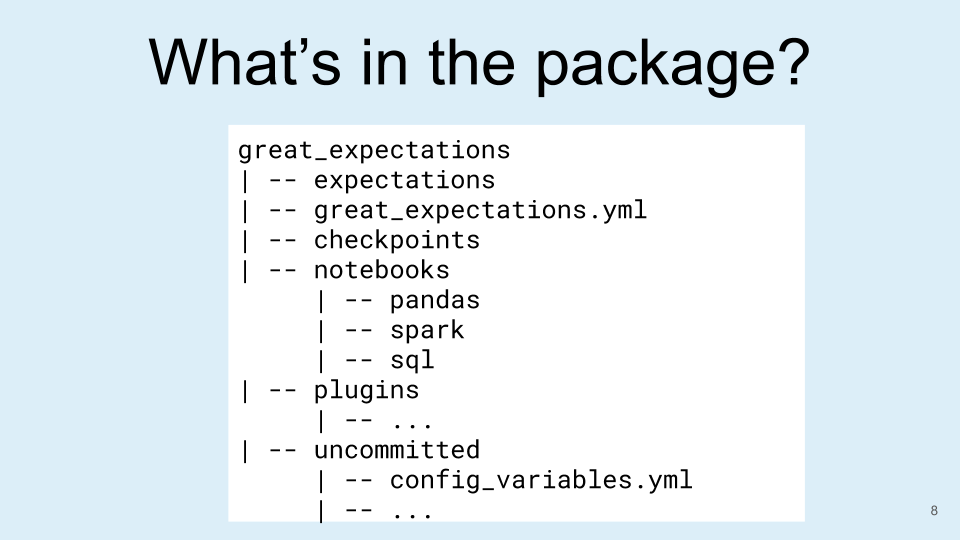 What’s in the package?
great_expectations
| -- expectations
| -- great_expectations.yml
| -- checkpoints
| -- notebooks
     | -- pandas
     | -- spark
     | -- sql
| -- plugins
     | -- ...
| -- uncommitted
     | -- config_variables.yml
     | -- ...
8